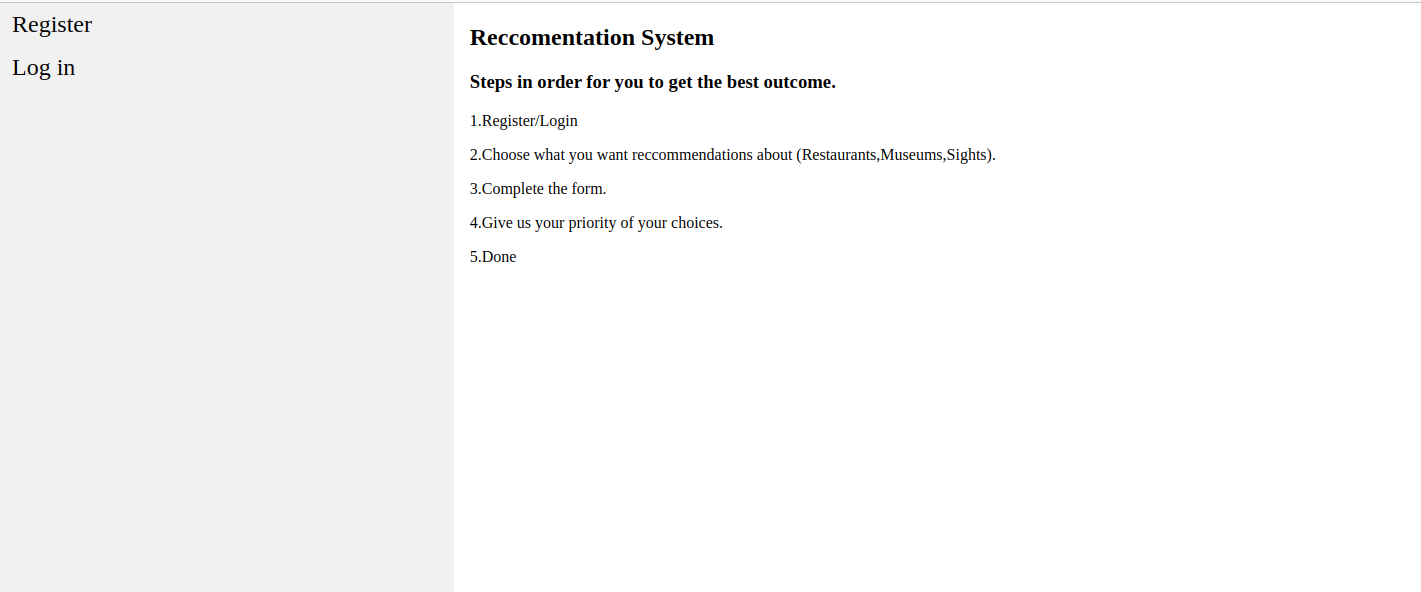 Register
Log in
Reccomentation System
Steps in order for you to get the best outcome.
1.Register/Login
2.Choose what you want reccommendations about (Restaurants,Museums,Sights).
3.Complete the form.
4.Give us your priority of your choices.
5.Done